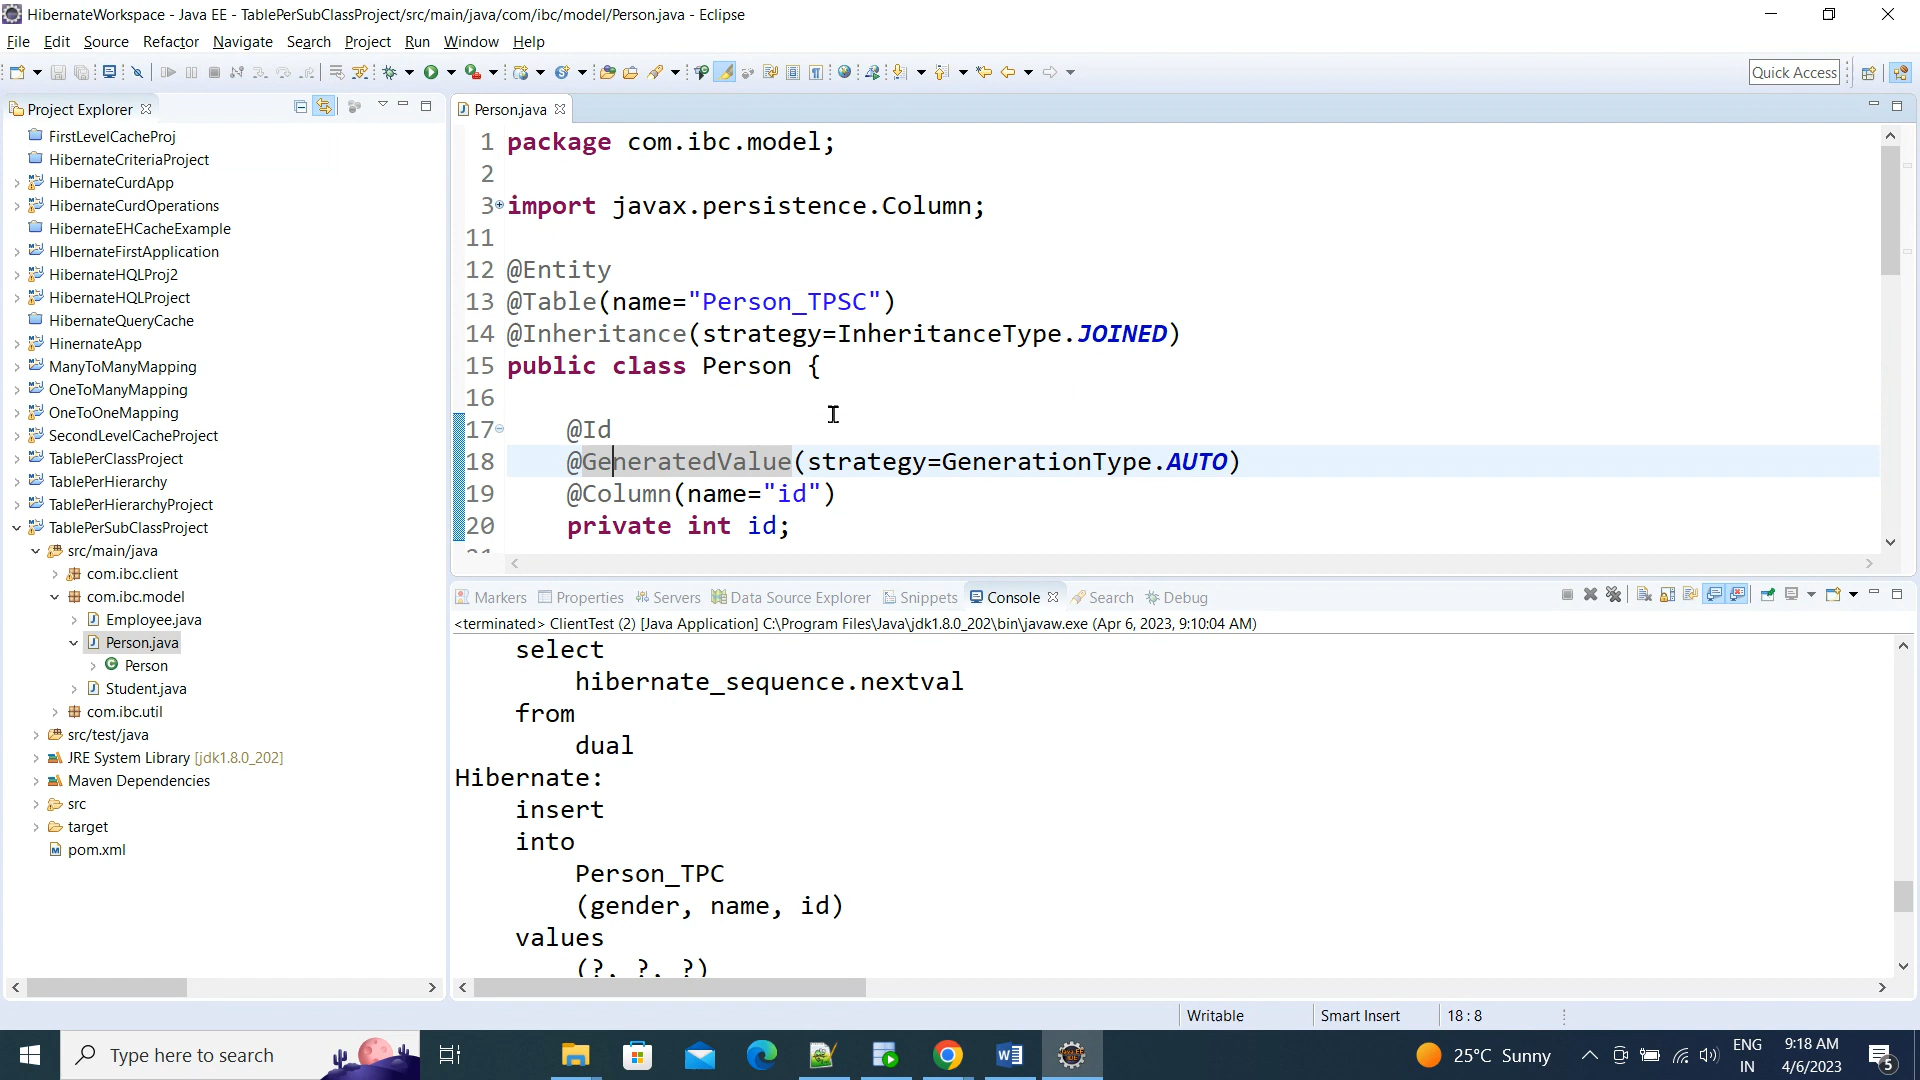 HibernateWorkspace - Java EE - TablePerSubClassProject/src/main/java/com/ibc/model/Person.java - Eclipse
File Edit Source Refactor Navigate Search Project Run Window Help
Quick Access
Project Explorer
FirstLevelCacheProj
HibernateCriteriaProject
HibernateCurdApp
HibernateCurdOperations
HibernateEHCacheExample
HIbernateFirstApplication
HibernateHQLProj2
HibernateHQLProject
HibernateQueryCache
HinernateApp
ManyToManyMapping
OneToManyMapping
OneToOneMapping
SecondLevelCacheProject
TablePerClassProject
TablePerHierarchy
TablePerHierarchyProject
TablePerSubClassProject
src/main/java
com.ibc.client
com.ibc.model
Employee.java
Person.java
Person
Student.java
com.ibc.util
src/test/java
JRE System Library [jdk1.8.0_202]
Maven Dependencies
src
target
pom.xml
Person.java
1 package com.ibc.model;
2
3 import javax.persistence.Column;
11
12 @Entity
13 @Table(name="Person_TPSC")
14 @Inheritance(strategy=InheritanceType.JOINED)
15 public class Person {
16
17 @Id
18 @GeneratedValue(strategy=GenerationType.AUTO)
19 @Column(name="id")
20 private int id;
Markers Properties Servers Data Source Explorer Snippets Console Search Debug
<terminated> ClientTest (2) [Java Application] C:\Program Files\Java\jdk1.8.0_202\bin\javaw.exe (Apr 6, 2023, 9:10:04 AM)
select
hibernate_sequence.nextval
from
dual
Hibernate:
insert
into
Person_TPC
(gender, name, id)
values
(?, ?, ?)
Writable Smart Insert 18 : 8
Type here to search
25°C Sunny
ENG
IN
9:18 AM
4/6/2023
5